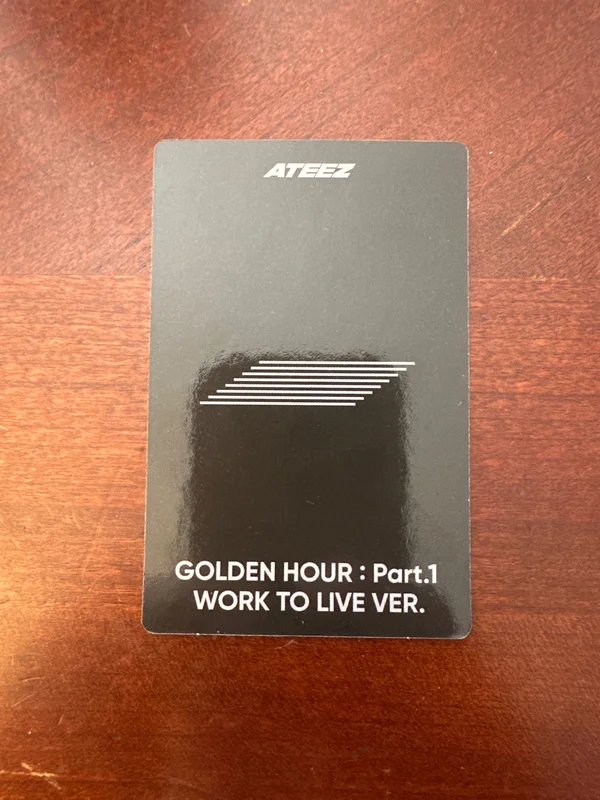 ATEEZ
GOLDEN HOUR : Part.1
WORK TO LIVE VER.